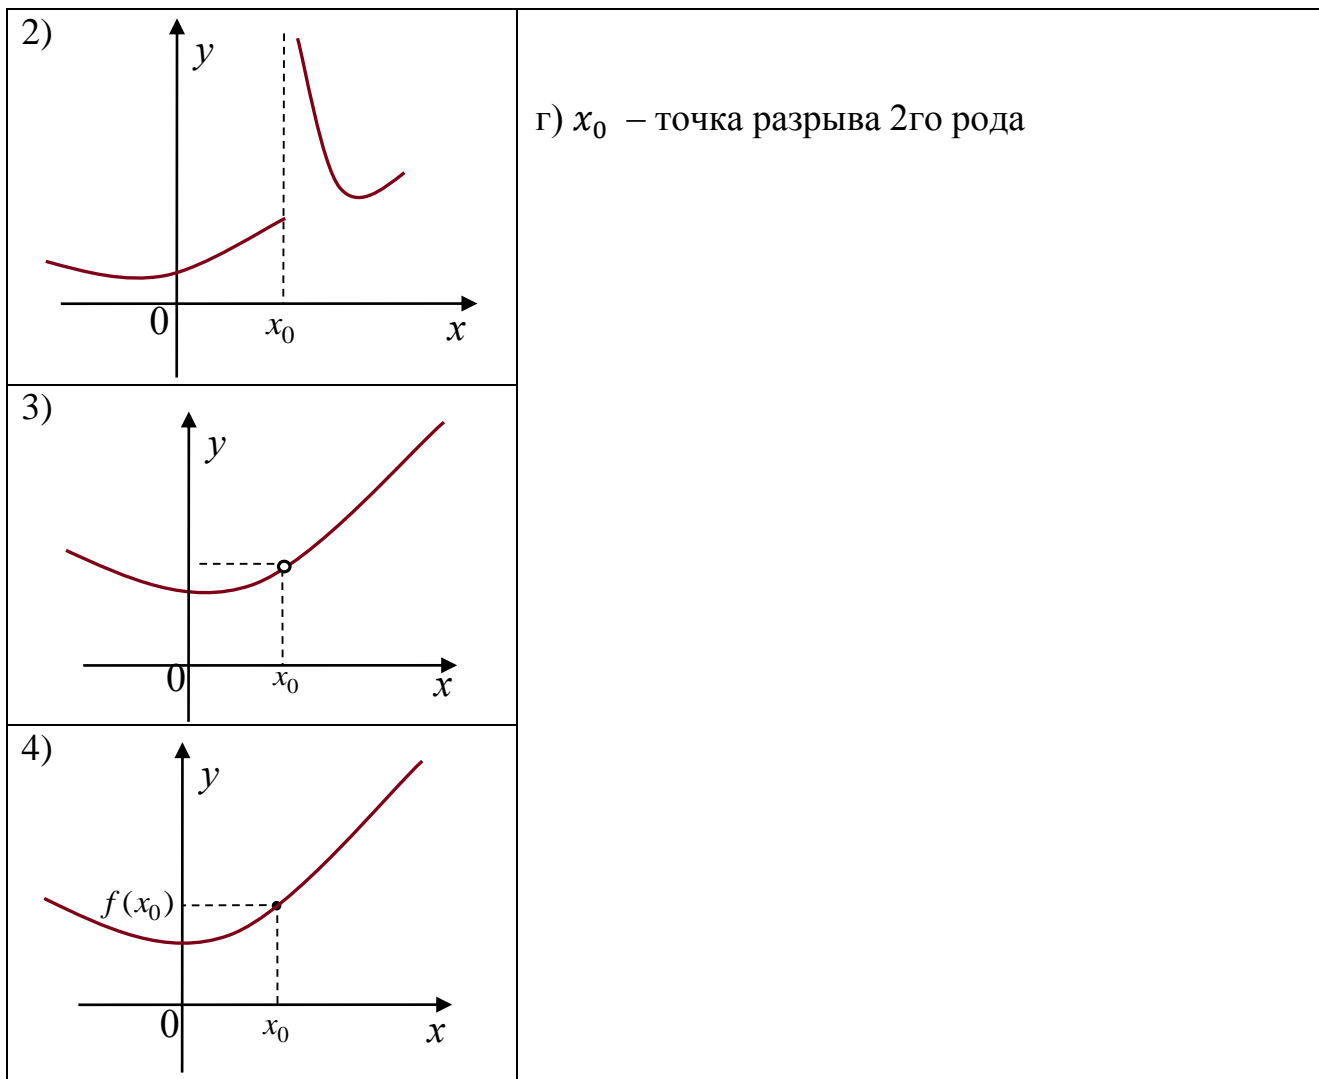 2)
y
г) x₀ – точка разрыва 2го рода
0
x₀
x
3)
y
0
x₀
x
4)
y
f(x₀)
0
x₀
x